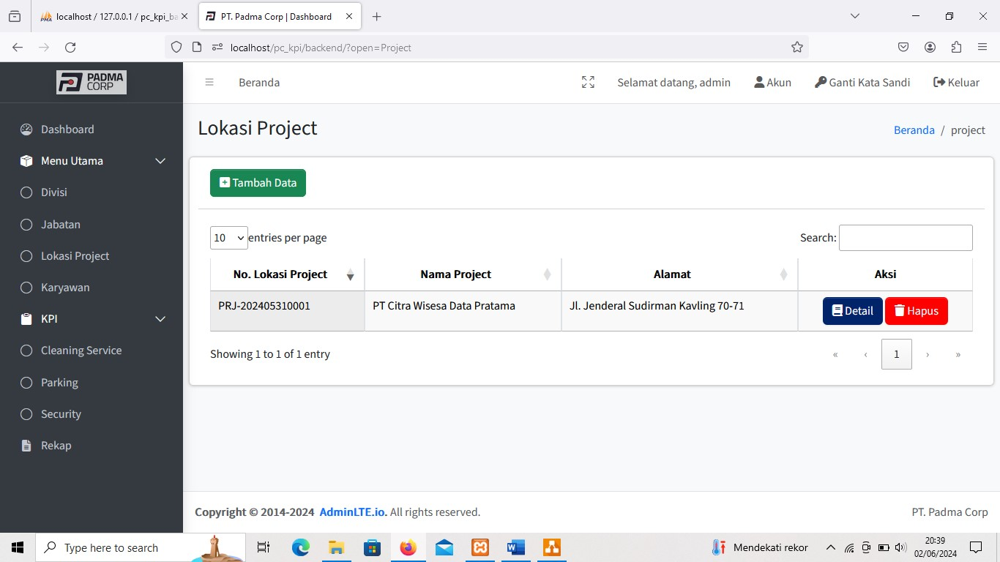 localhost / 127.0.0.1 / pc_kpi_ba
PT. Padma Corp | Dashboard
localhost/pc_kpi/backend/?open=Project
PADMA CORP
Beranda
Selamat datang, admin
Akun
Ganti Kata Sandi
Keluar
Dashboard
Menu Utama
Divisi
Jabatan
Lokasi Project
Karyawan
KPI
Cleaning Service
Parking
Security
Rekap
Lokasi Project
Beranda / project
Tambah Data
10 entries per page
Search:
No. Lokasi Project Nama Project Alamat Aksi
PRJ-202405310001 PT Citra Wisesa Data Pratama Jl. Jenderal Sudirman Kavling 70-71 Detail Hapus
Showing 1 to 1 of 1 entry
« ‹ 1 › »
Copyright © 2014-2024 AdminLTE.io. All rights reserved.
PT. Padma Corp
Type here to search
Mendekati rekor
20:39
02/06/2024